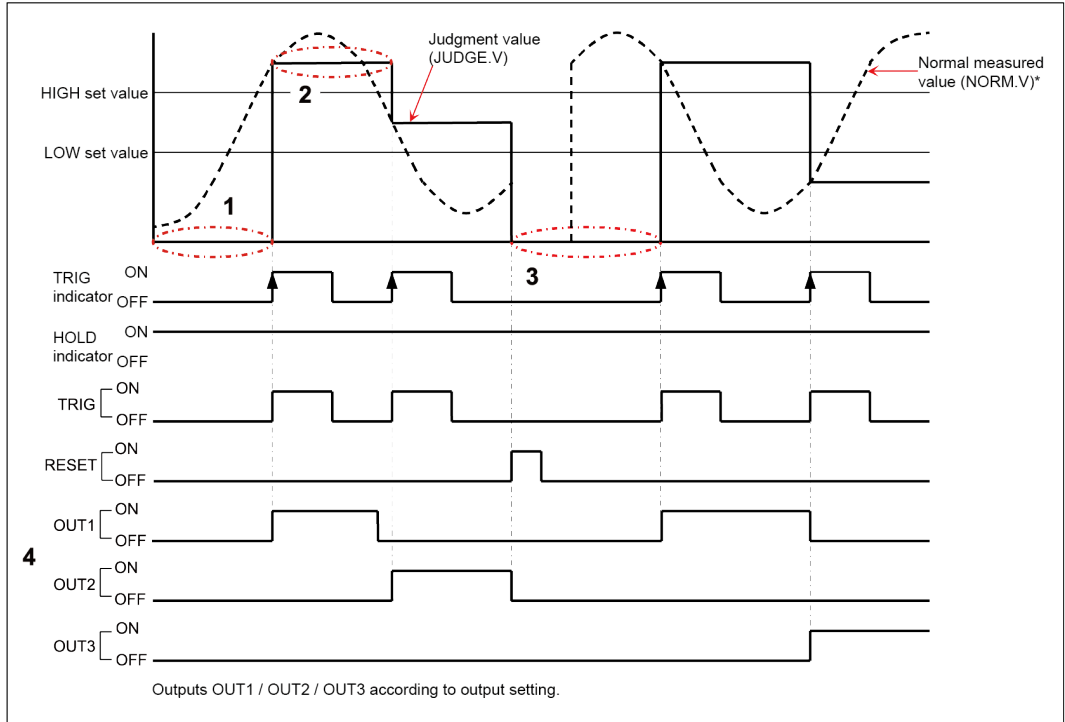 Judgment value
(JUDGE.V)
Normal measured
value (NORM.V)*
HIGH set value
2
LOW set value
1
3
TRIG
indicator
ON
OFF
HOLD
indicator
ON
OFF
TRIG
ON
OFF
RESET
ON
OFF
OUT1
ON
OFF
4
OUT2
ON
OFF
OUT3
ON
OFF
Outputs OUT1 / OUT2 / OUT3 according to output setting.